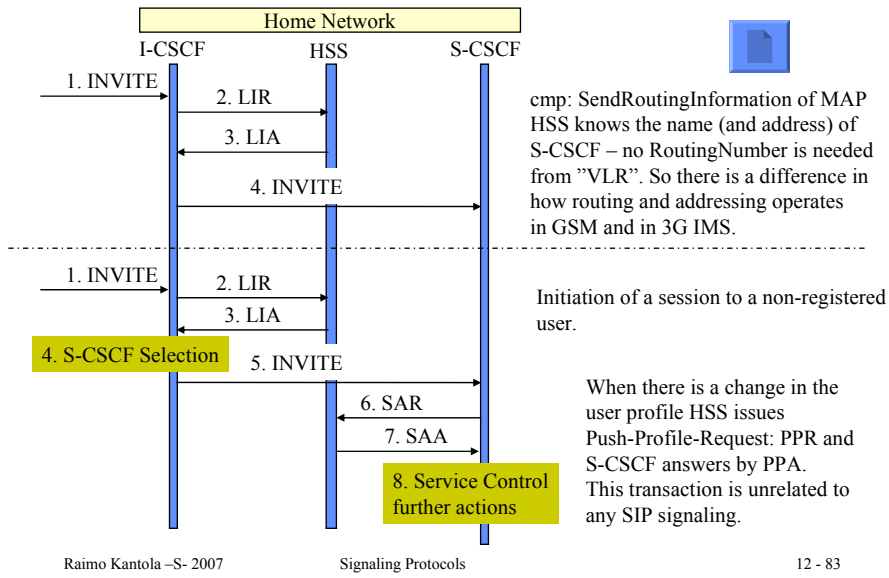 Home Network
I-CSCF
HSS
S-CSCF
1. INVITE
2. LIR
3. LIA
4. INVITE
cmp: SendRoutingInformation of MAP
HSS knows the name (and address) of
S-CSCF – no RoutingNumber is needed
from ”VLR”. So there is a difference in
how routing and addressing operates
in GSM and in 3G IMS.
1. INVITE
2. LIR
3. LIA
4. S-CSCF Selection
5. INVITE
6. SAR
7. SAA
8. Service Control
further actions
Initiation of a session to a non-registered
user.
When there is a change in the
user profile HSS issues
Push-Profile-Request: PPR and
S-CSCF answers by PPA.
This transaction is unrelated to
any SIP signaling.
Raimo Kantola –S- 2007
Signaling Protocols
12 - 83